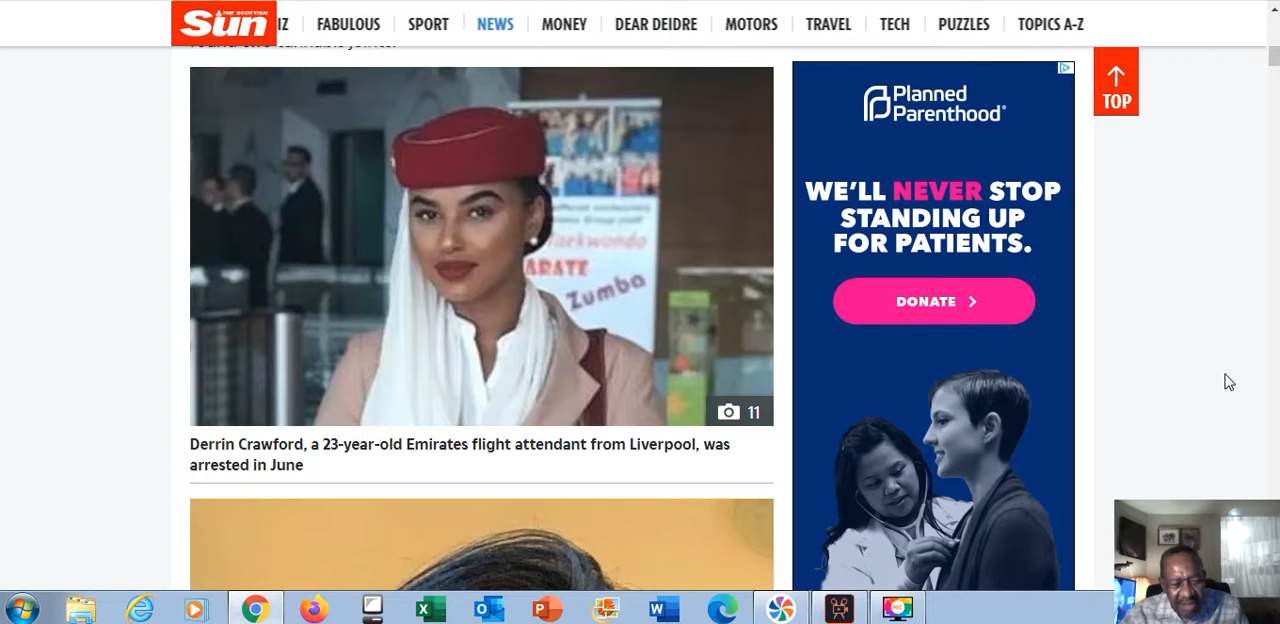 THE SCOTTISH
Sun
IZ FABULOUS SPORT NEWS MONEY DEAR DEIDRE MOTORS TRAVEL TECH PUZZLES TOPICS A-Z
TOP
Taekwondo
ARATE
Zumba
11
Derrin Crawford, a 23-year-old Emirates flight attendant from Liverpool, was
arrested in June
Planned
Parenthood®
WE'LL NEVER STOP
STANDING UP
FOR PATIENTS.
DONATE
REC